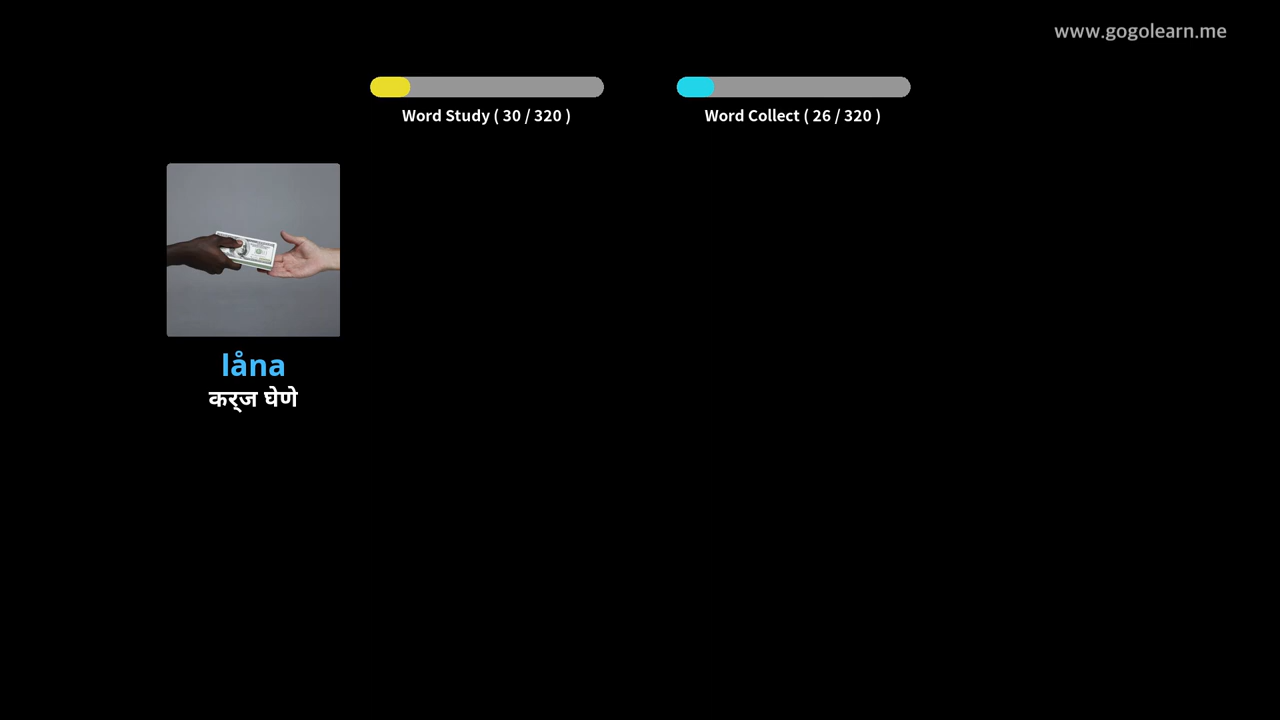 www.gogolearn.me
Word Study ( 30 / 320 )
Word Collect ( 26 / 320 )
låna
कर्ज घेणे